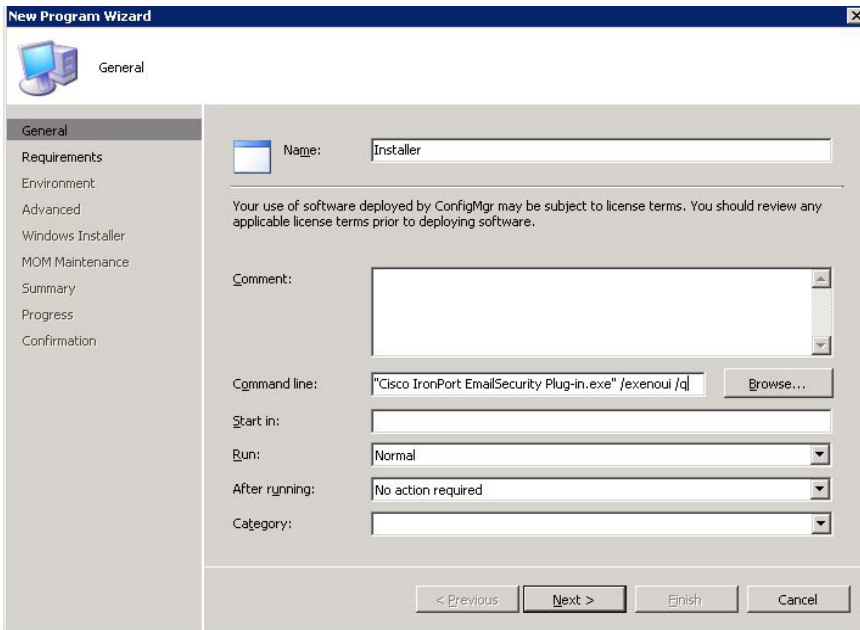 New Program Wizard
General
General
Requirements
Environment
Advanced
Windows Installer
MOM Maintenance
Summary
Progress
Confirmation
Name: Installer
Your use of software deployed by ConfigMgr may be subject to license terms. You should review any
applicable license terms prior to deploying software.
Comment:
Command line: "Cisco IronPort EmailSecurity Plug-in.exe" /exenoui /q Browse...
Start in:
Run: Normal
After running: No action required
Category:
< Previous Next > Finish Cancel